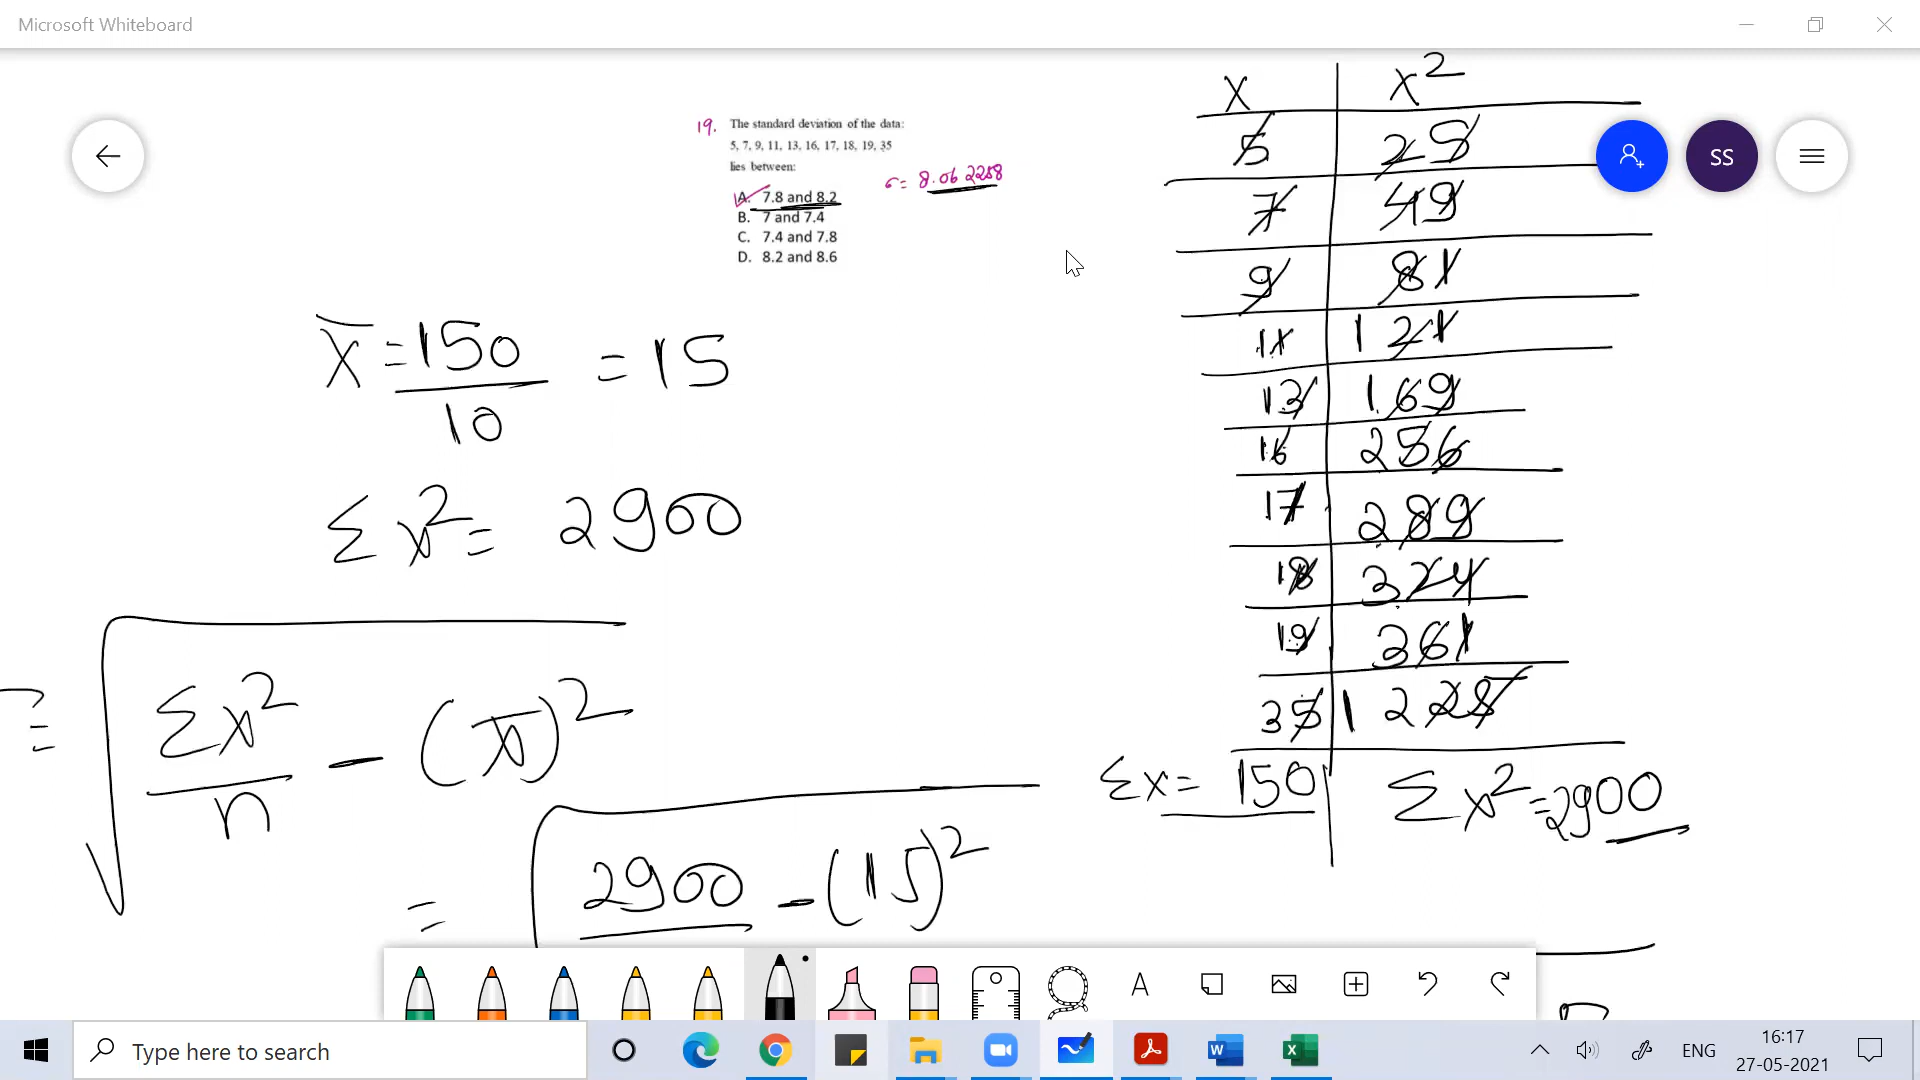 Microsoft Whiteboard
19. The standard deviation of the data:
5, 7, 9, 11, 13, 16, 17, 18, 19, 35
lies between:
σ = 8.06 2258
A. 7.8 and 8.2
B. 7 and 7.4
C. 7.4 and 7.8
D. 8.2 and 8.6
x̄ = 150/10 = 15
Σx² = 2900
= √(Σx²/n - (x̄)²)
= √(2900 - (15)²
x x²
5 25
7 49
9 81
11 121
13 169
16 256
17 289
18 324
19 361
35 1225
Σx = 150 Σx² = 2900
SS
A
Type here to search
ENG
16:17
27-05-2021